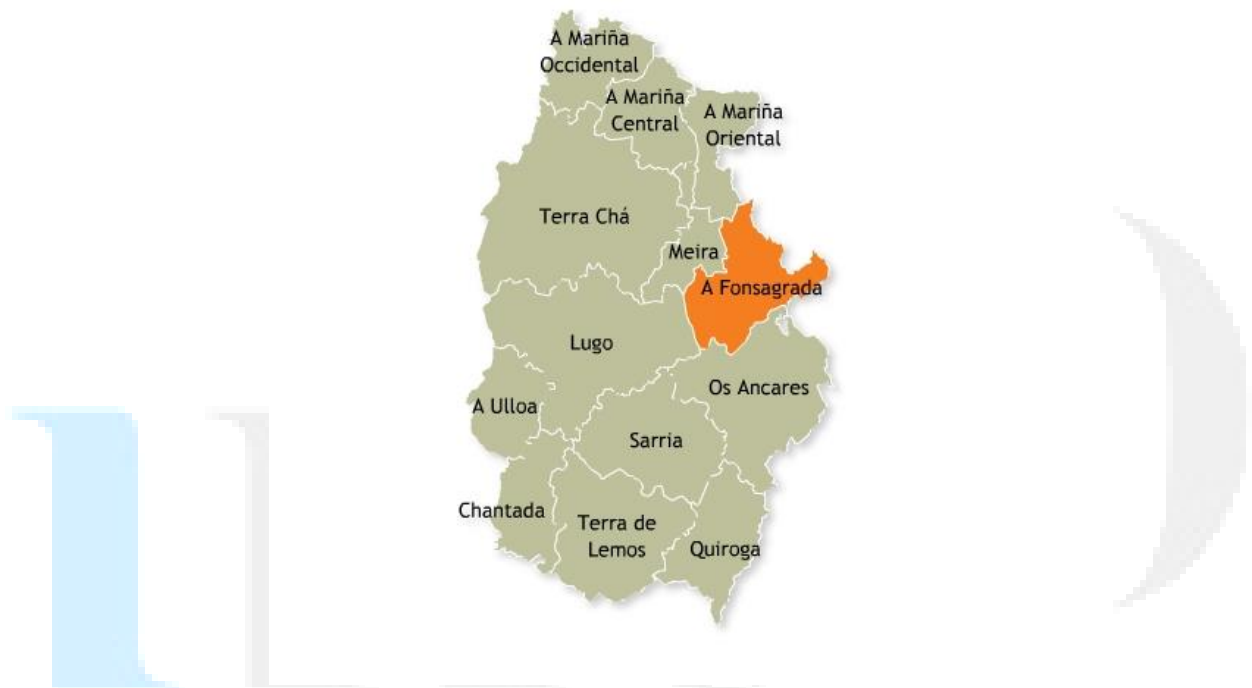 A Mariña
Occidental
A Mariña
Central
A Mariña
Oriental
Terra Chá
Meira
A Fonsagrada
Lugo
Os Ancares
A Ulloa
Sarria
Chantada
Terra de
Lemos
Quiroga